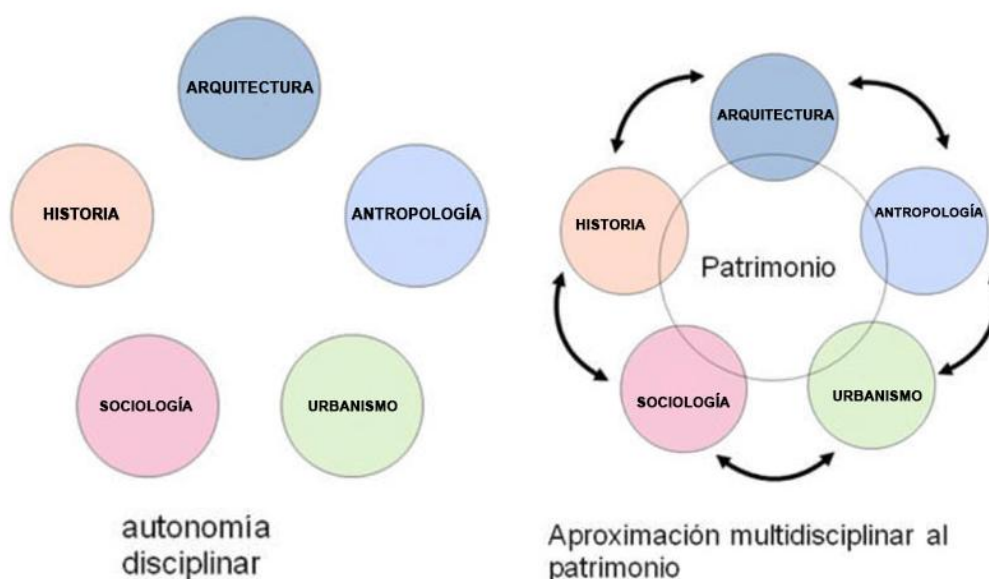 ARQUITECTURA
HISTORIA
ANTROPOLOGÍA
SOCIOLOGÍA
URBANISMO
autonomía
disciplinar
ARQUITECTURA
HISTORIA
ANTROPOLOGÍA
Patrimonio
SOCIOLOGÍA
URBANISMO
Aproximación multidisciplinar al
patrimonio